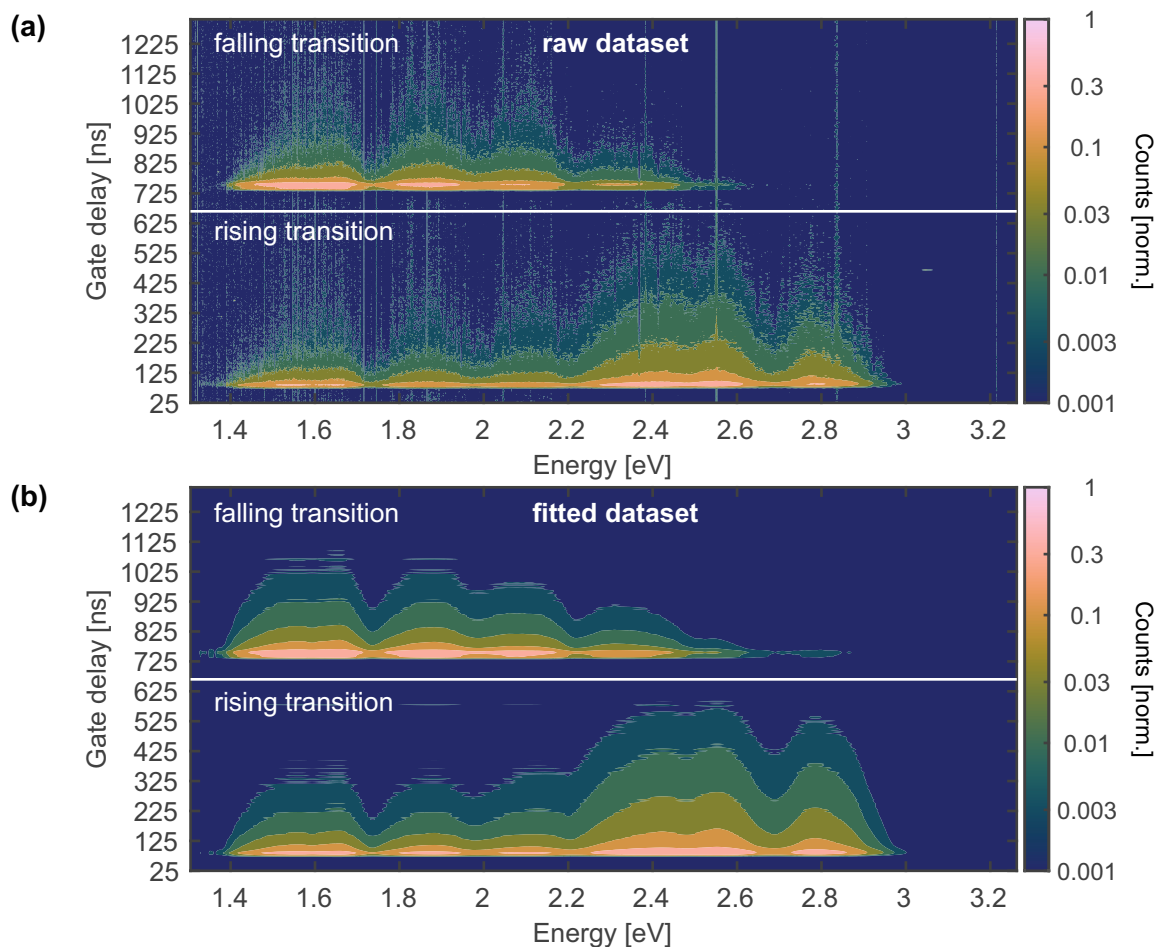 (a)
falling transition
raw dataset
rising transition
Gate delay [ns]
1225
1125
1025
925
825
725
625
525
425
325
225
125
25
1.4 1.6 1.8 2 2.2 2.4 2.6 2.8 3 3.2
Energy [eV]
1
0.3
0.1
0.03
0.01
0.003
0.001
Counts [norm.]
(b)
falling transition
fitted dataset
rising transition
Gate delay [ns]
1225
1125
1025
925
825
725
625
525
425
325
225
125
25
1.4 1.6 1.8 2 2.2 2.4 2.6 2.8 3 3.2
Energy [eV]
1
0.3
0.1
0.03
0.01
0.003
0.001
Counts [norm.]